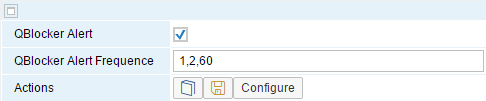 QBlocker Alert
QBlocker Alert Frequence 1,2,60
Actions Configure